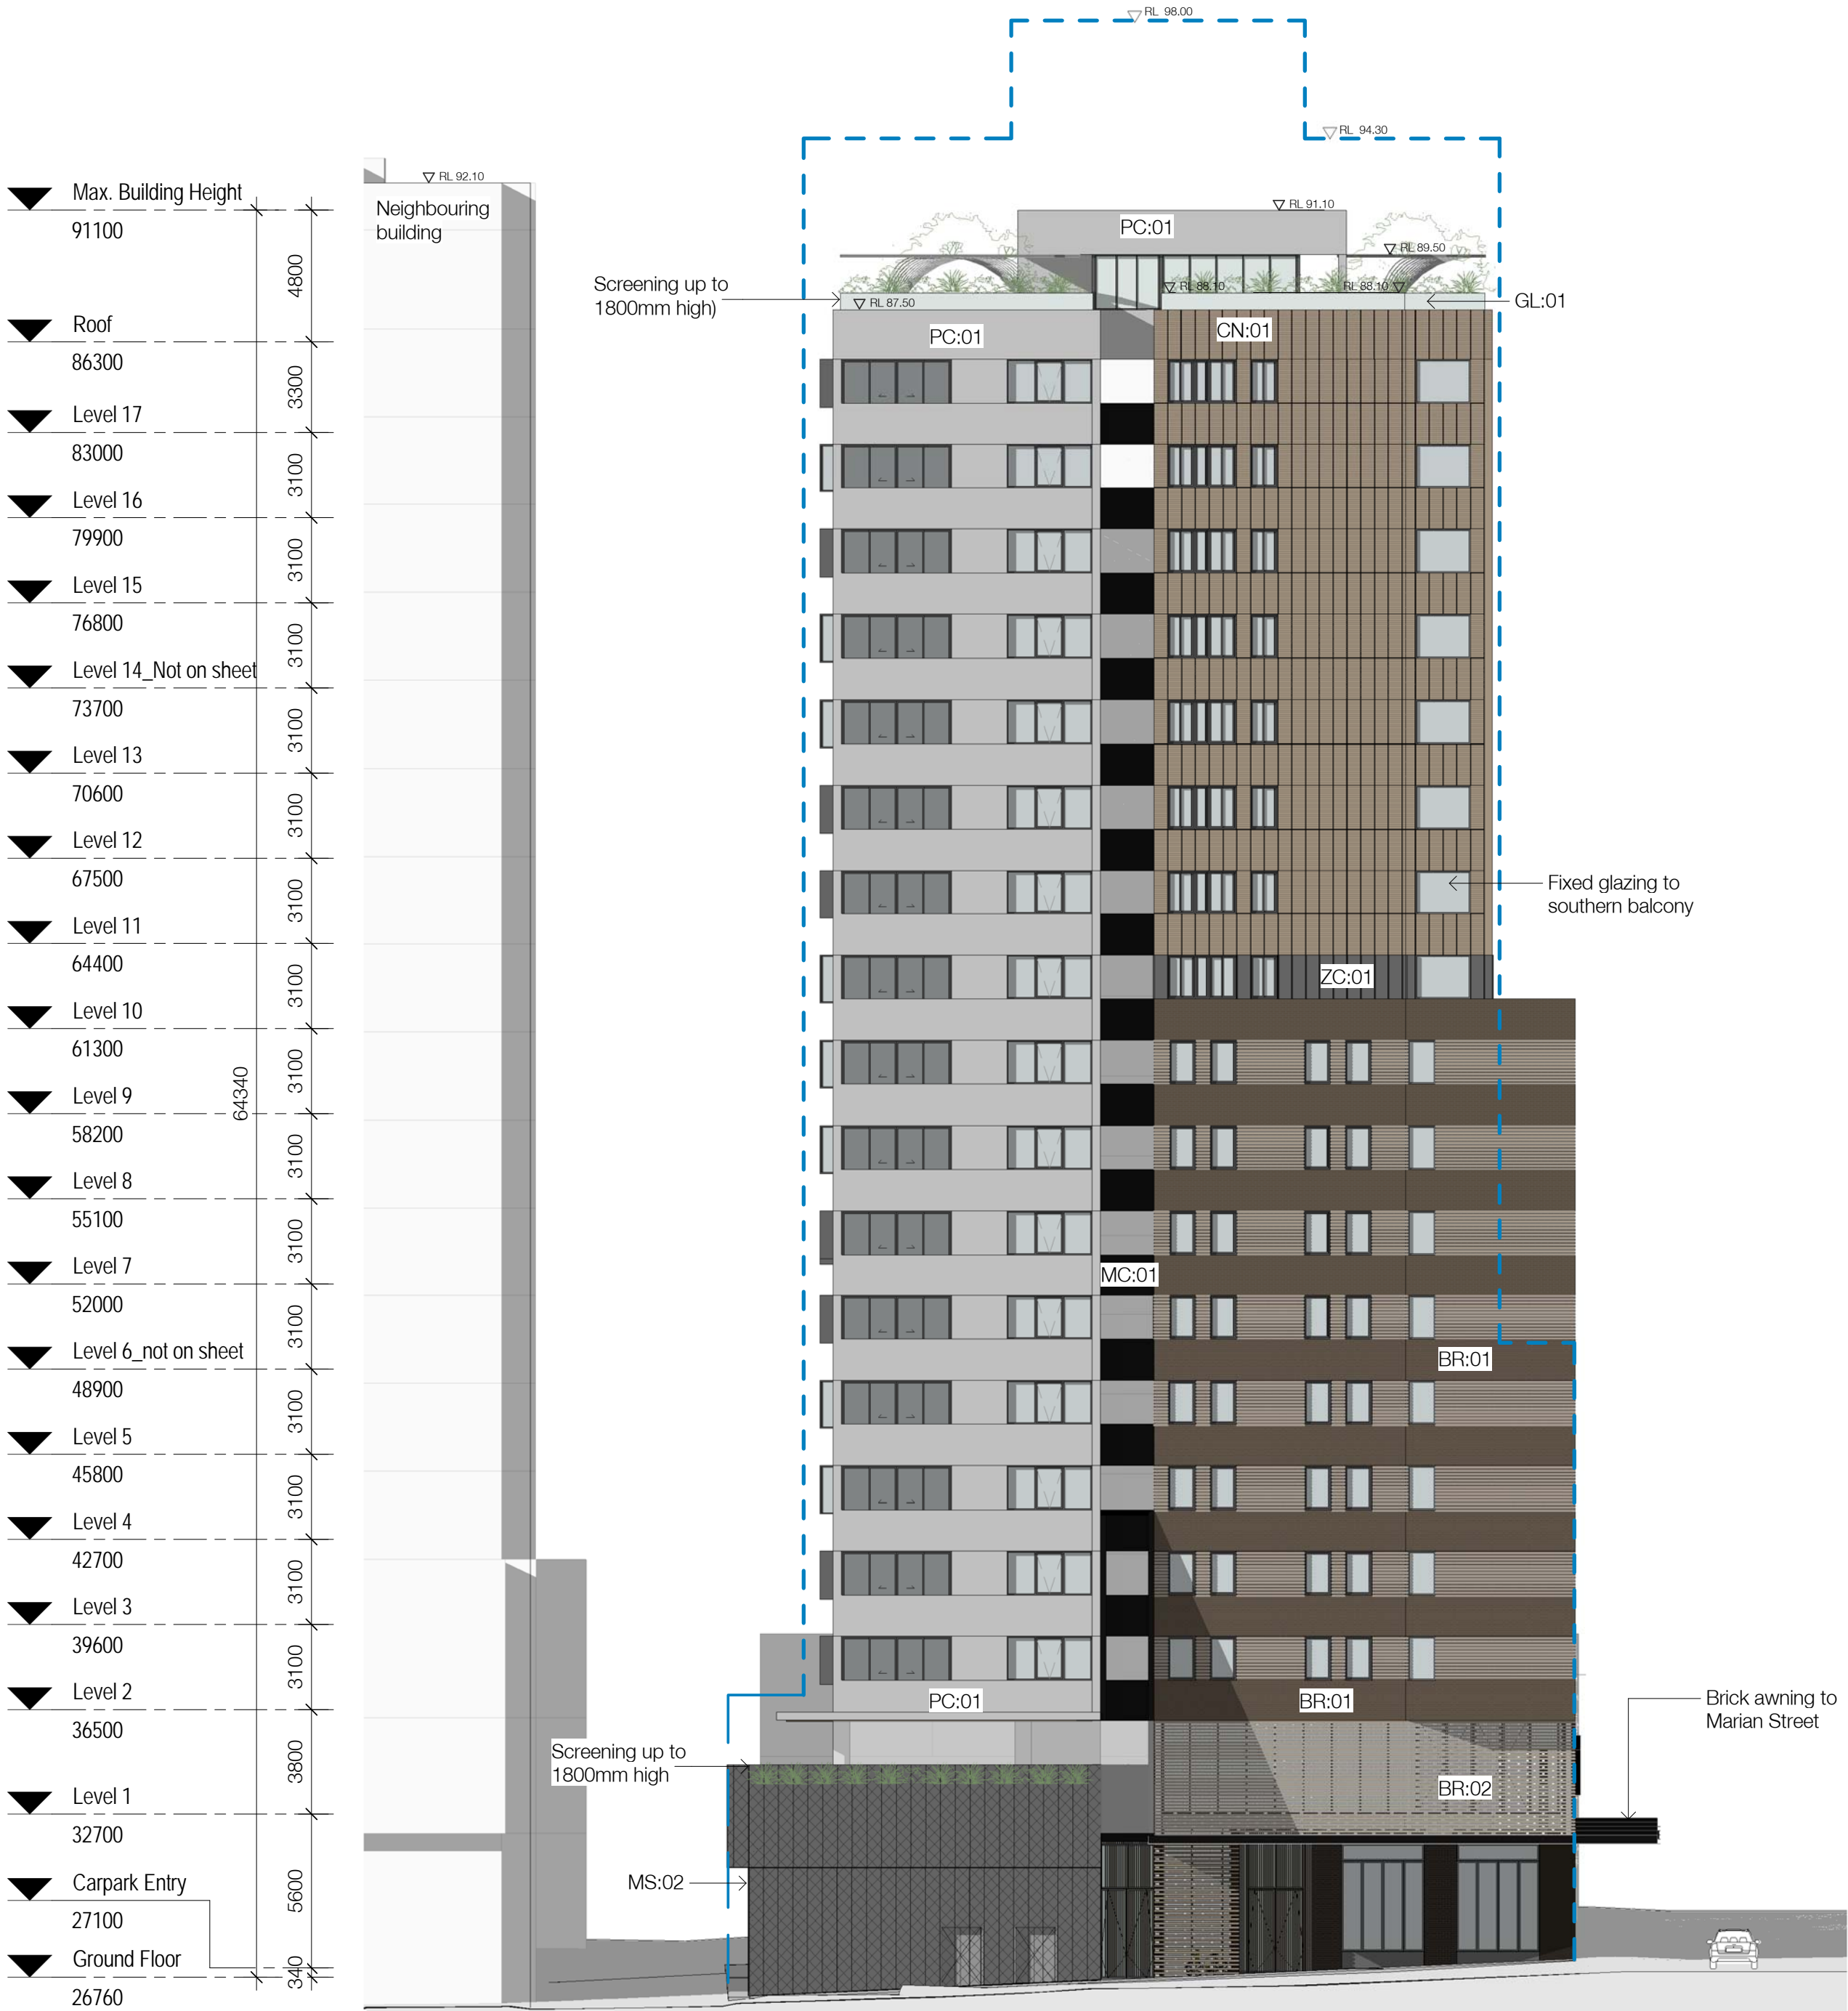 RL 98.00
RL 94.30
Max. Building Height
91100
RL 92.10
Neighbouring
building
RL 91.10
PC:01
RL 89.50
4800
Screening up to
1800mm high)
RL 88.10
RL 88.10
RL 87.50
GL:01
Roof
86300
PC:01
CN:01
3300
Level 17
83000
3100
Level 16
79900
3100
Level 15
76800
3100
Level 14_Not on sheet
73700
3100
Level 13
70600
3100
Level 12
67500
Fixed glazing to
southern balcony
3100
Level 11
64400
3100
ZC:01
Level 10
61300
3100
64340
Level 9
58200
3100
Level 8
55100
3100
Level 7
52000
MC:01
3100
Level 6_not on sheet
48900
BR:01
3100
Level 5
45800
3100
Level 4
42700
3100
Level 3
39600
3100
Level 2
36500
PC:01
BR:01
Brick awning to
Marian Street
3800
Screening up to
1800mm high
BR:02
Level 1
32700
5600
MS:02
Carpark Entry
27100
340
Ground Floor
26760